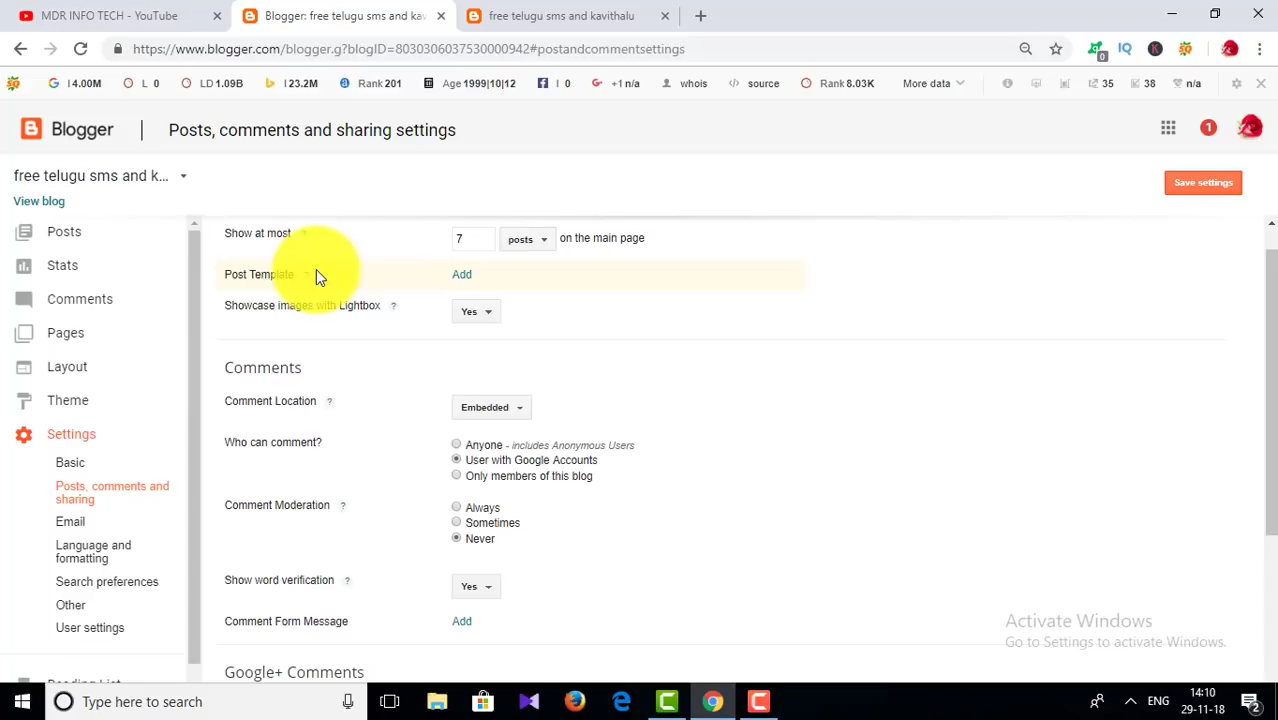 MDR INFO TECH - YouTube
Blogger: free telugu sms and kav
free telugu sms and kavithalu
https://www.blogger.com/blogger.g?blogID=8030306037530000942#postandcommentsettings
0
IQ
K
I 4.00M
L 0
LD 1.09B
I 23.2M
Rank 201
Age 1999|10|12
I 0
+1 n/a
whois
source
Rank 8.03K
More data
35
38
n/a
Blogger
Posts, comments and sharing settings
1
free telugu sms and k...
Save settings
View blog
Posts
Stats
Comments
Pages
Layout
Theme
Settings
Basic
Posts, comments and
sharing
Email
Language and
formatting
Search preferences
Other
User settings
Show at most ?
7
posts
on the main page
Post Template ?
Add
Showcase images with Lightbox ?
Yes
Comments
Comment Location ?
Embedded
Who can comment?
Anyone - includes Anonymous Users
User with Google Accounts
Only members of this blog
Comment Moderation ?
Always
Sometimes
Never
Show word verification ?
Yes
Comment Form Message
Add
Google+ Comments
Activate Windows
Go to Settings to activate Windows.
Type here to search
ENG
14:10
29-11-18
2